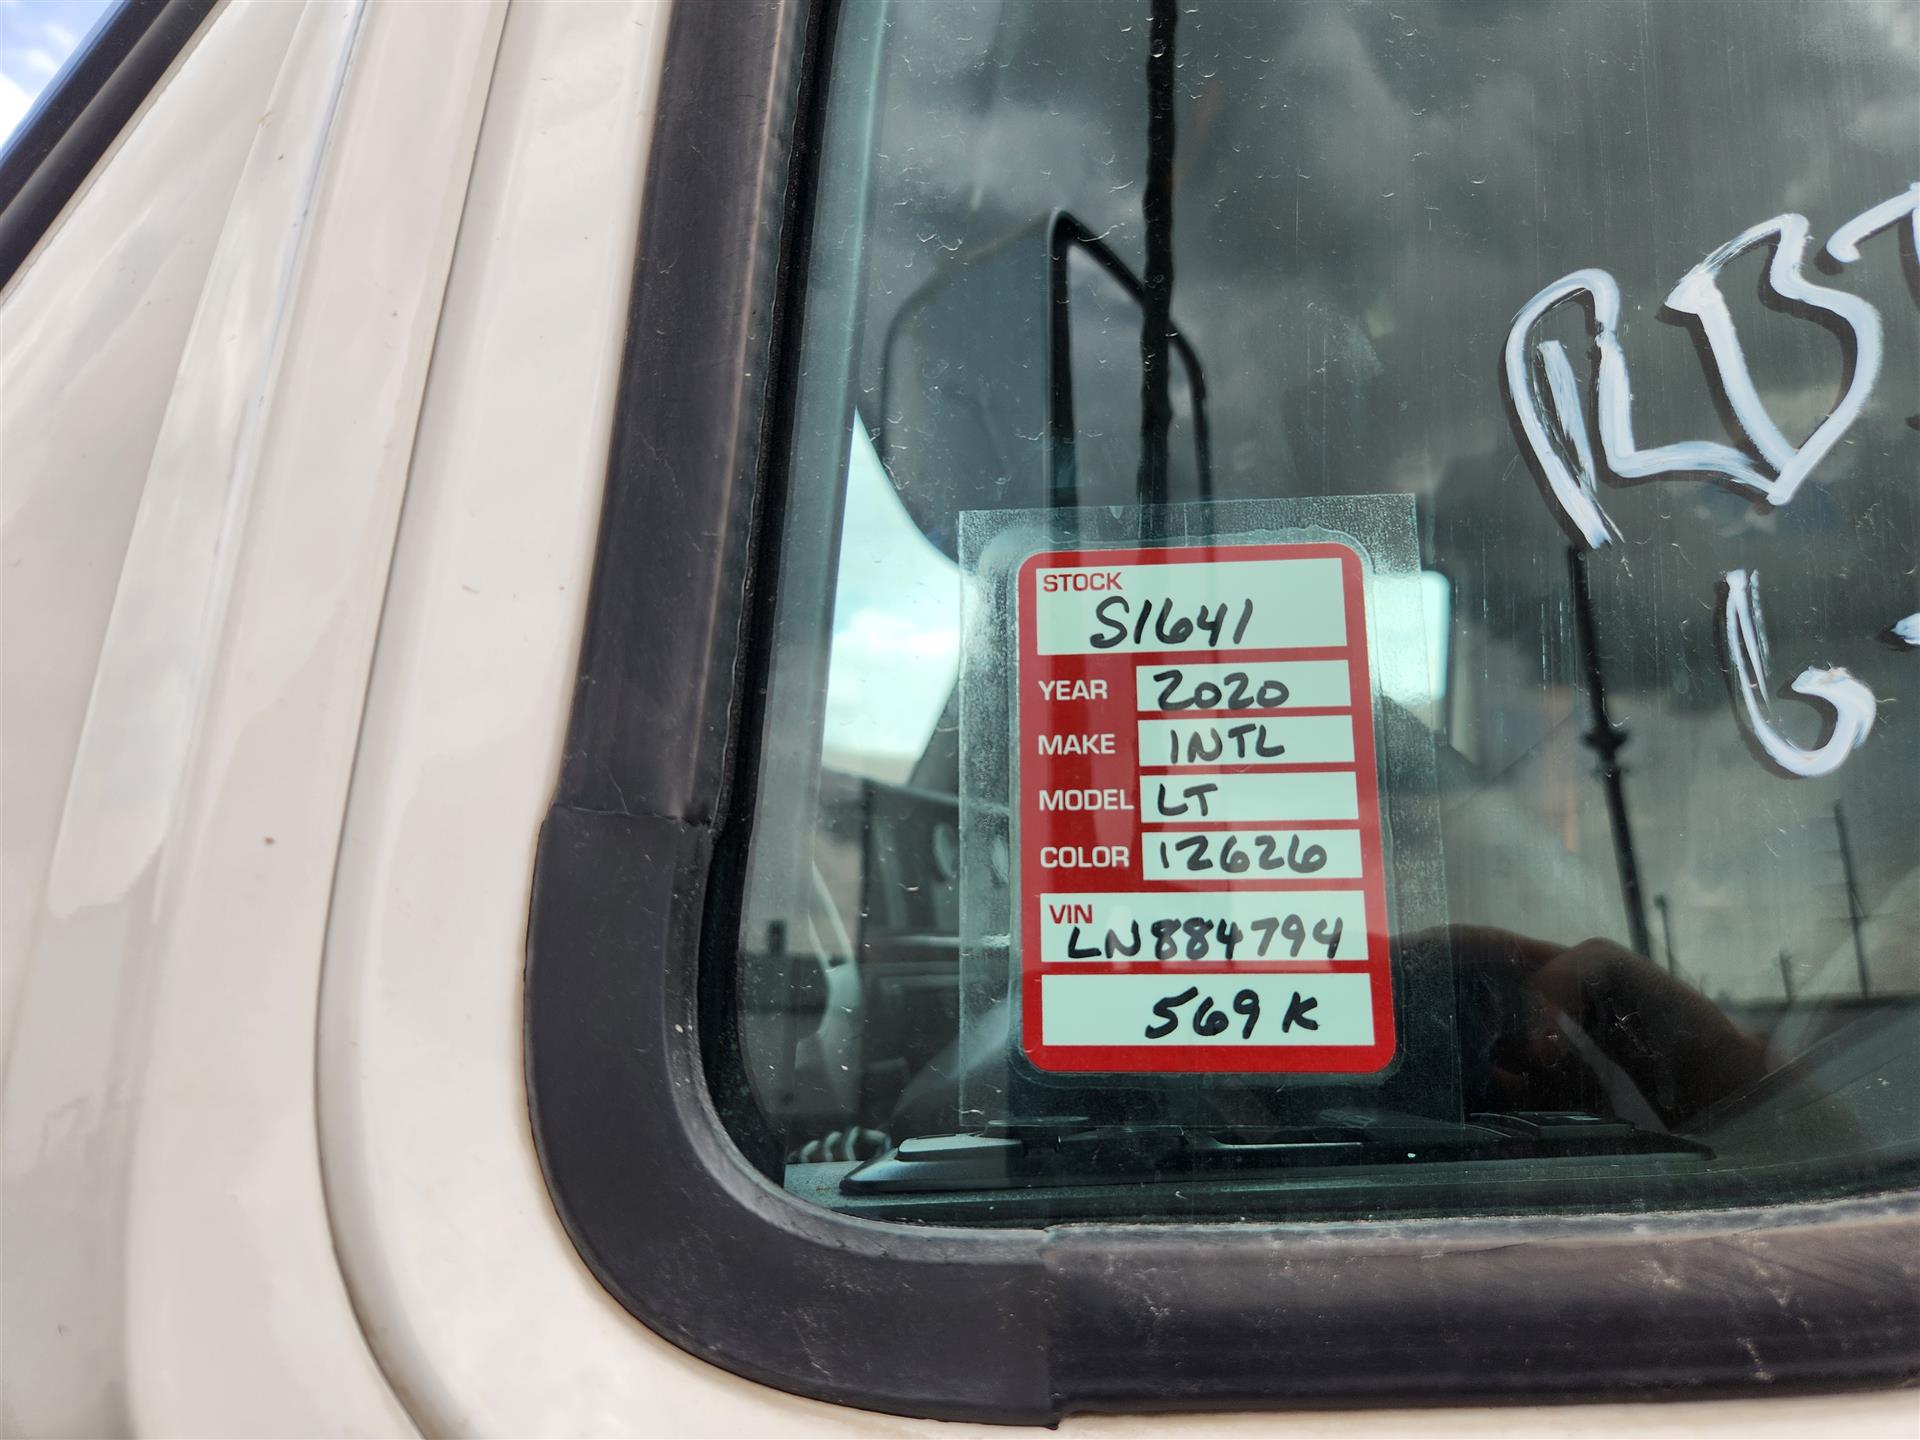 STOCK
S1641
YEAR 2020
MAKE INTL
MODEL LT
COLOR 12626
VIN
LN884794
569 K